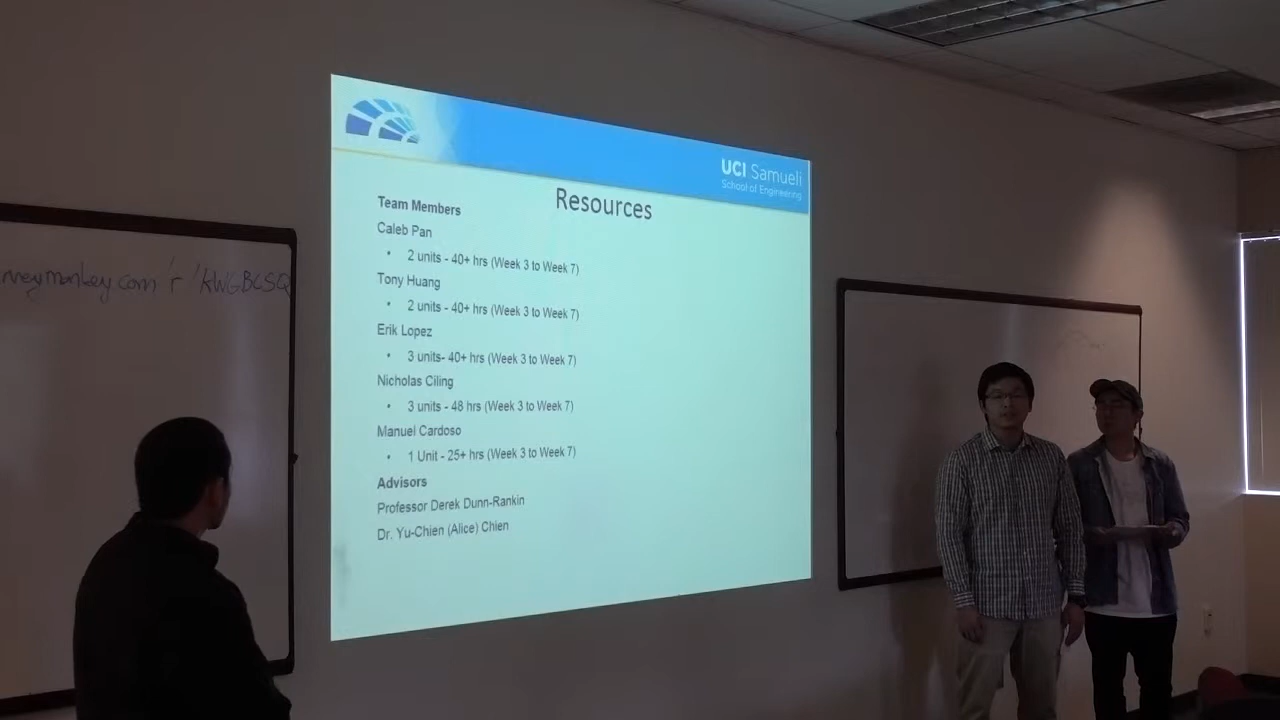 neymonkey.com/r/KWGBCSQ
UCI Samueli
School of Engineering
Resources
Team Members
Caleb Pan
• 2 units - 40+ hrs (Week 3 to Week 7)
Tony Huang
• 2 units - 40+ hrs (Week 3 to Week 7)
Erik Lopez
• 3 units- 40+ hrs (Week 3 to Week 7)
Nicholas Ciling
• 3 units - 48 hrs (Week 3 to Week 7)
Manuel Cardoso
• 1 Unit - 25+ hrs (Week 3 to Week 7)
Advisors
Professor Derek Dunn-Rankin
Dr. Yu-Chien (Alice) Chien